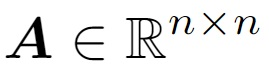 A ∈ ℝ^{n×n}